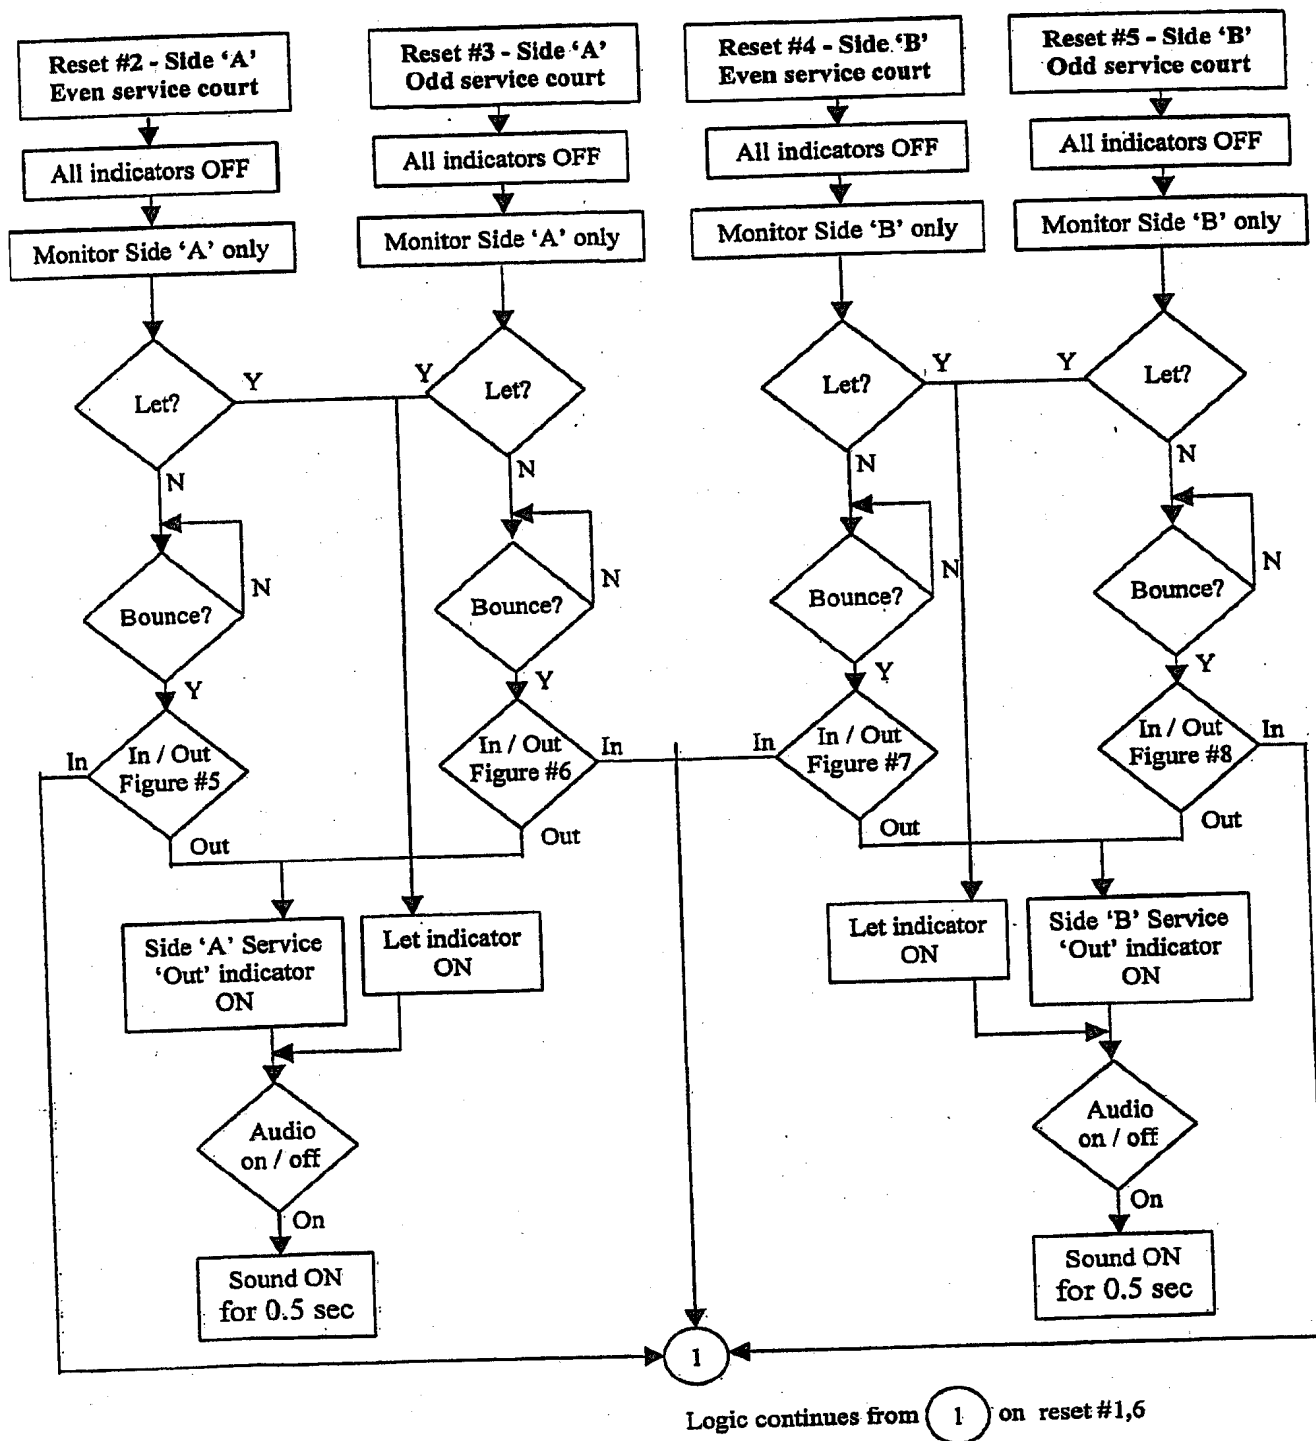 Reset #2 - Side ‘A’
Even service court
Reset #3 - Side ‘A’
Odd service court
Reset #4 - Side ‘B’
Even service court
Reset #5 - Side ‘B’
Odd service court
All indicators OFF
All indicators OFF
All indicators OFF
All indicators OFF
Monitor Side ‘A’ only
Monitor Side ‘A’ only
Monitor Side ‘B’ only
Monitor Side ‘B’ only
Let?
Y
Y
Let?
Let?
Y
Y
Let?
N
N
N
N
Bounce?
N
Bounce?
N
Bounce?
N
Bounce?
N
Y
Y
Y
Y
In
In / Out
Figure #5
In / Out
Figure #6
In
In
In / Out
Figure #7
In / Out
Figure #8
In
Out
Out
Out
Out
Side ‘A’ Service
‘Out’ indicator
ON
Let indicator
ON
Let indicator
ON
Side ‘B’ Service
‘Out’ indicator
ON
Audio
on / off
Audio
on / off
On
On
Sound ON
for 0.5 sec
Sound ON
for 0.5 sec
1
Logic continues from 1 on reset #1,6